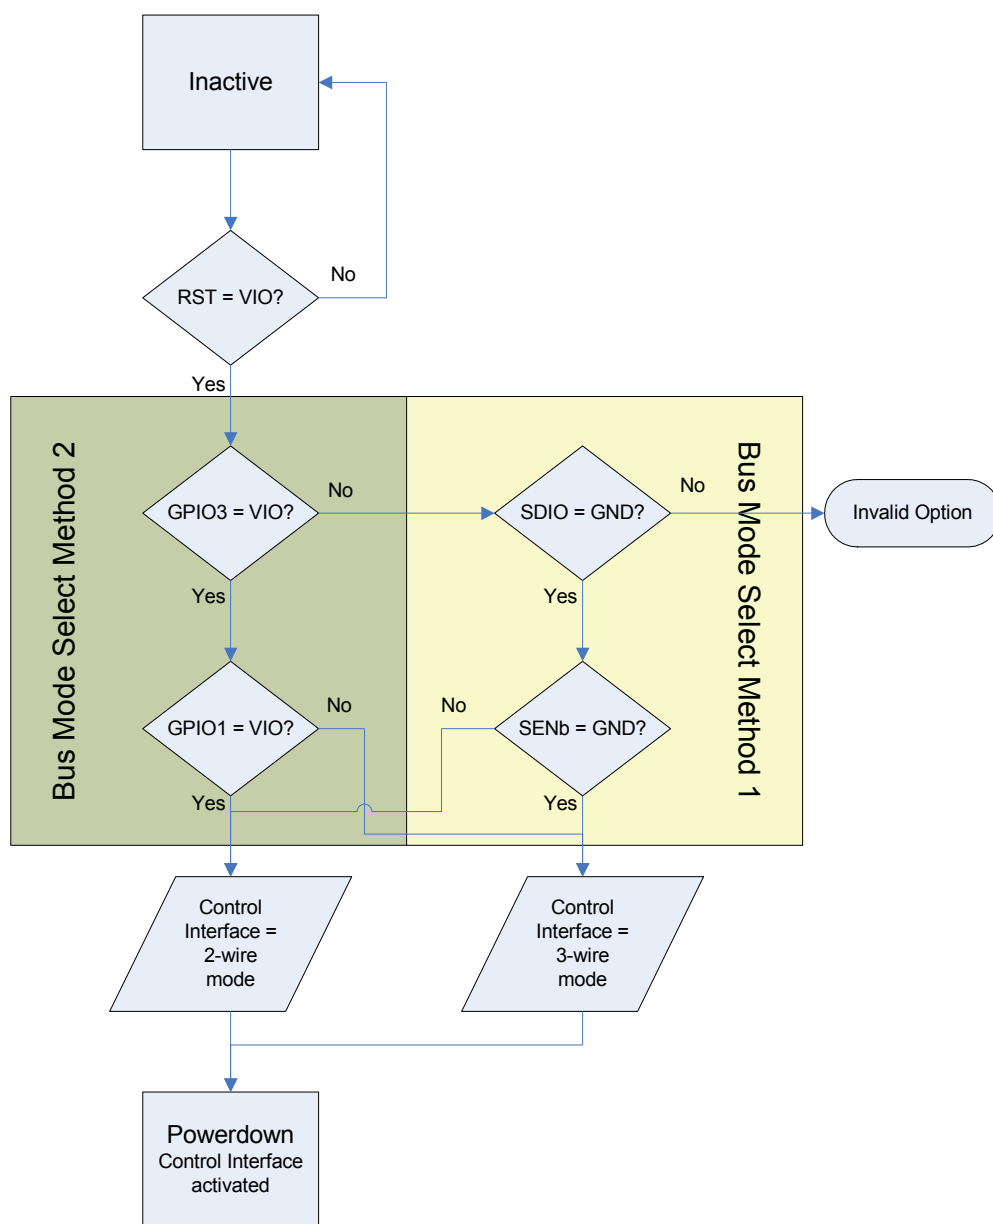 Inactive
RST = VIO?
No
Yes
Bus Mode Select Method 2
GPIO3 = VIO?
No
SDIO = GND?
No
Bus Mode Select Method 1
Invalid Option
Yes
Yes
GPIO1 = VIO?
No
No
SENb = GND?
Yes
Yes
Control
Interface =
2-wire
mode
Control
Interface =
3-wire
mode
Powerdown
Control Interface
activated